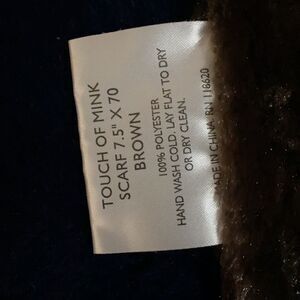 TOUCH OF MINK
SCARF 7.5" X 70
BROWN
100% POLYESTER
HAND WASH COLD. LAY FLAT TO DRY
OR DRY CLEAN.
MADE IN CHINA RN 118620